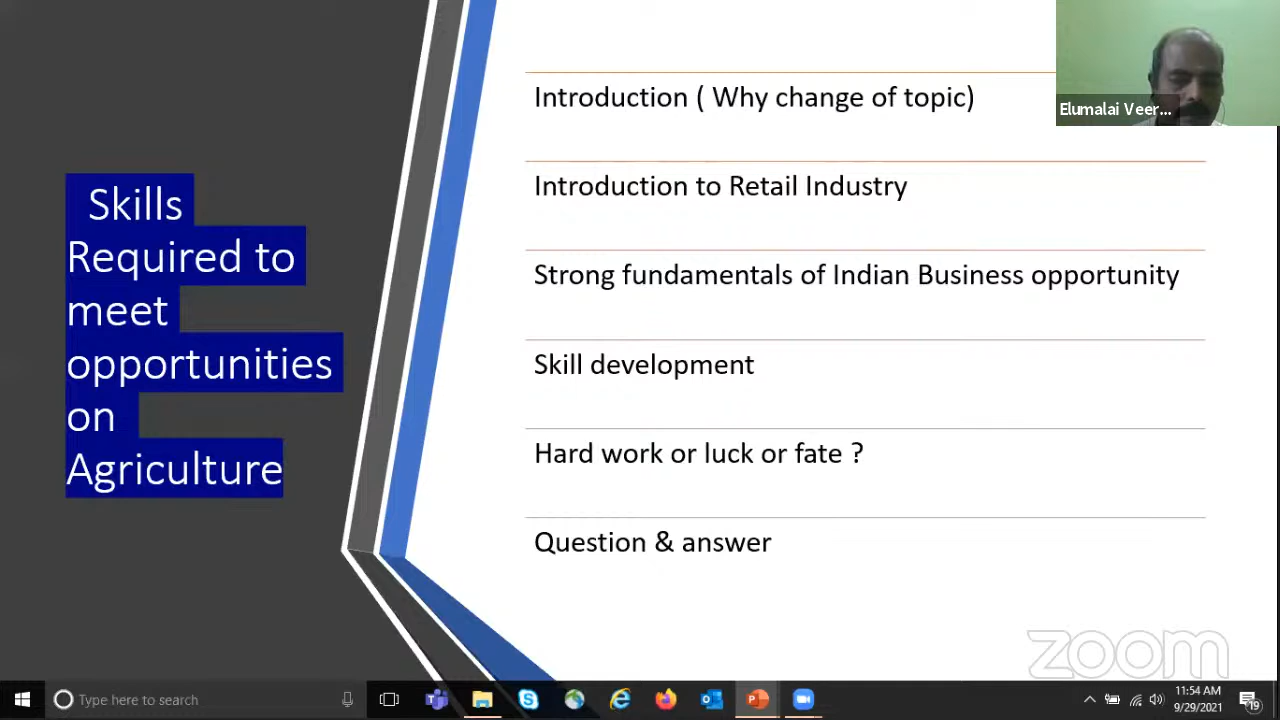 Skills
Required to
meet
opportunities
on
Agriculture
Introduction ( Why change of topic)
Introduction to Retail Industry
Strong fundamentals of Indian Business opportunity
Skill development
Hard work or luck or fate ?
Question & answer
Elumalai Veer...
zoom
Type here to search
11:54 AM
9/29/2021
19